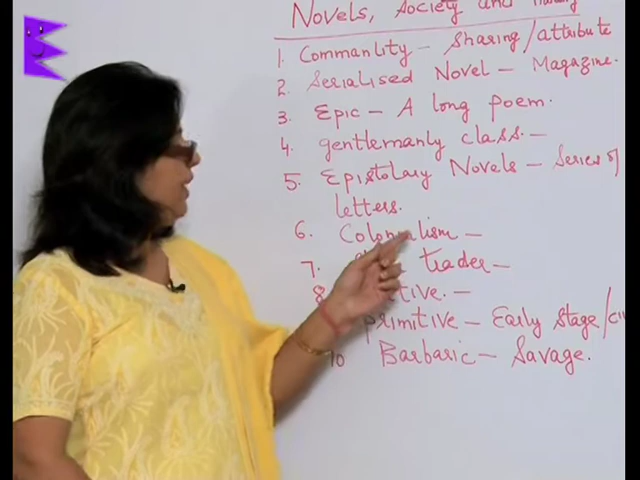 Novels, Society and
1. Commanlity - Sharing/attribute
2. Serialised Novel - Magazine.
3. Epic - A long poem.
4. gentlemanly class. -
5. Epistolary Novels - Series of
letters.
6. Colonialism -
7. trader -
8
primitive - Early Stage/
10 Barbaric - Savage.